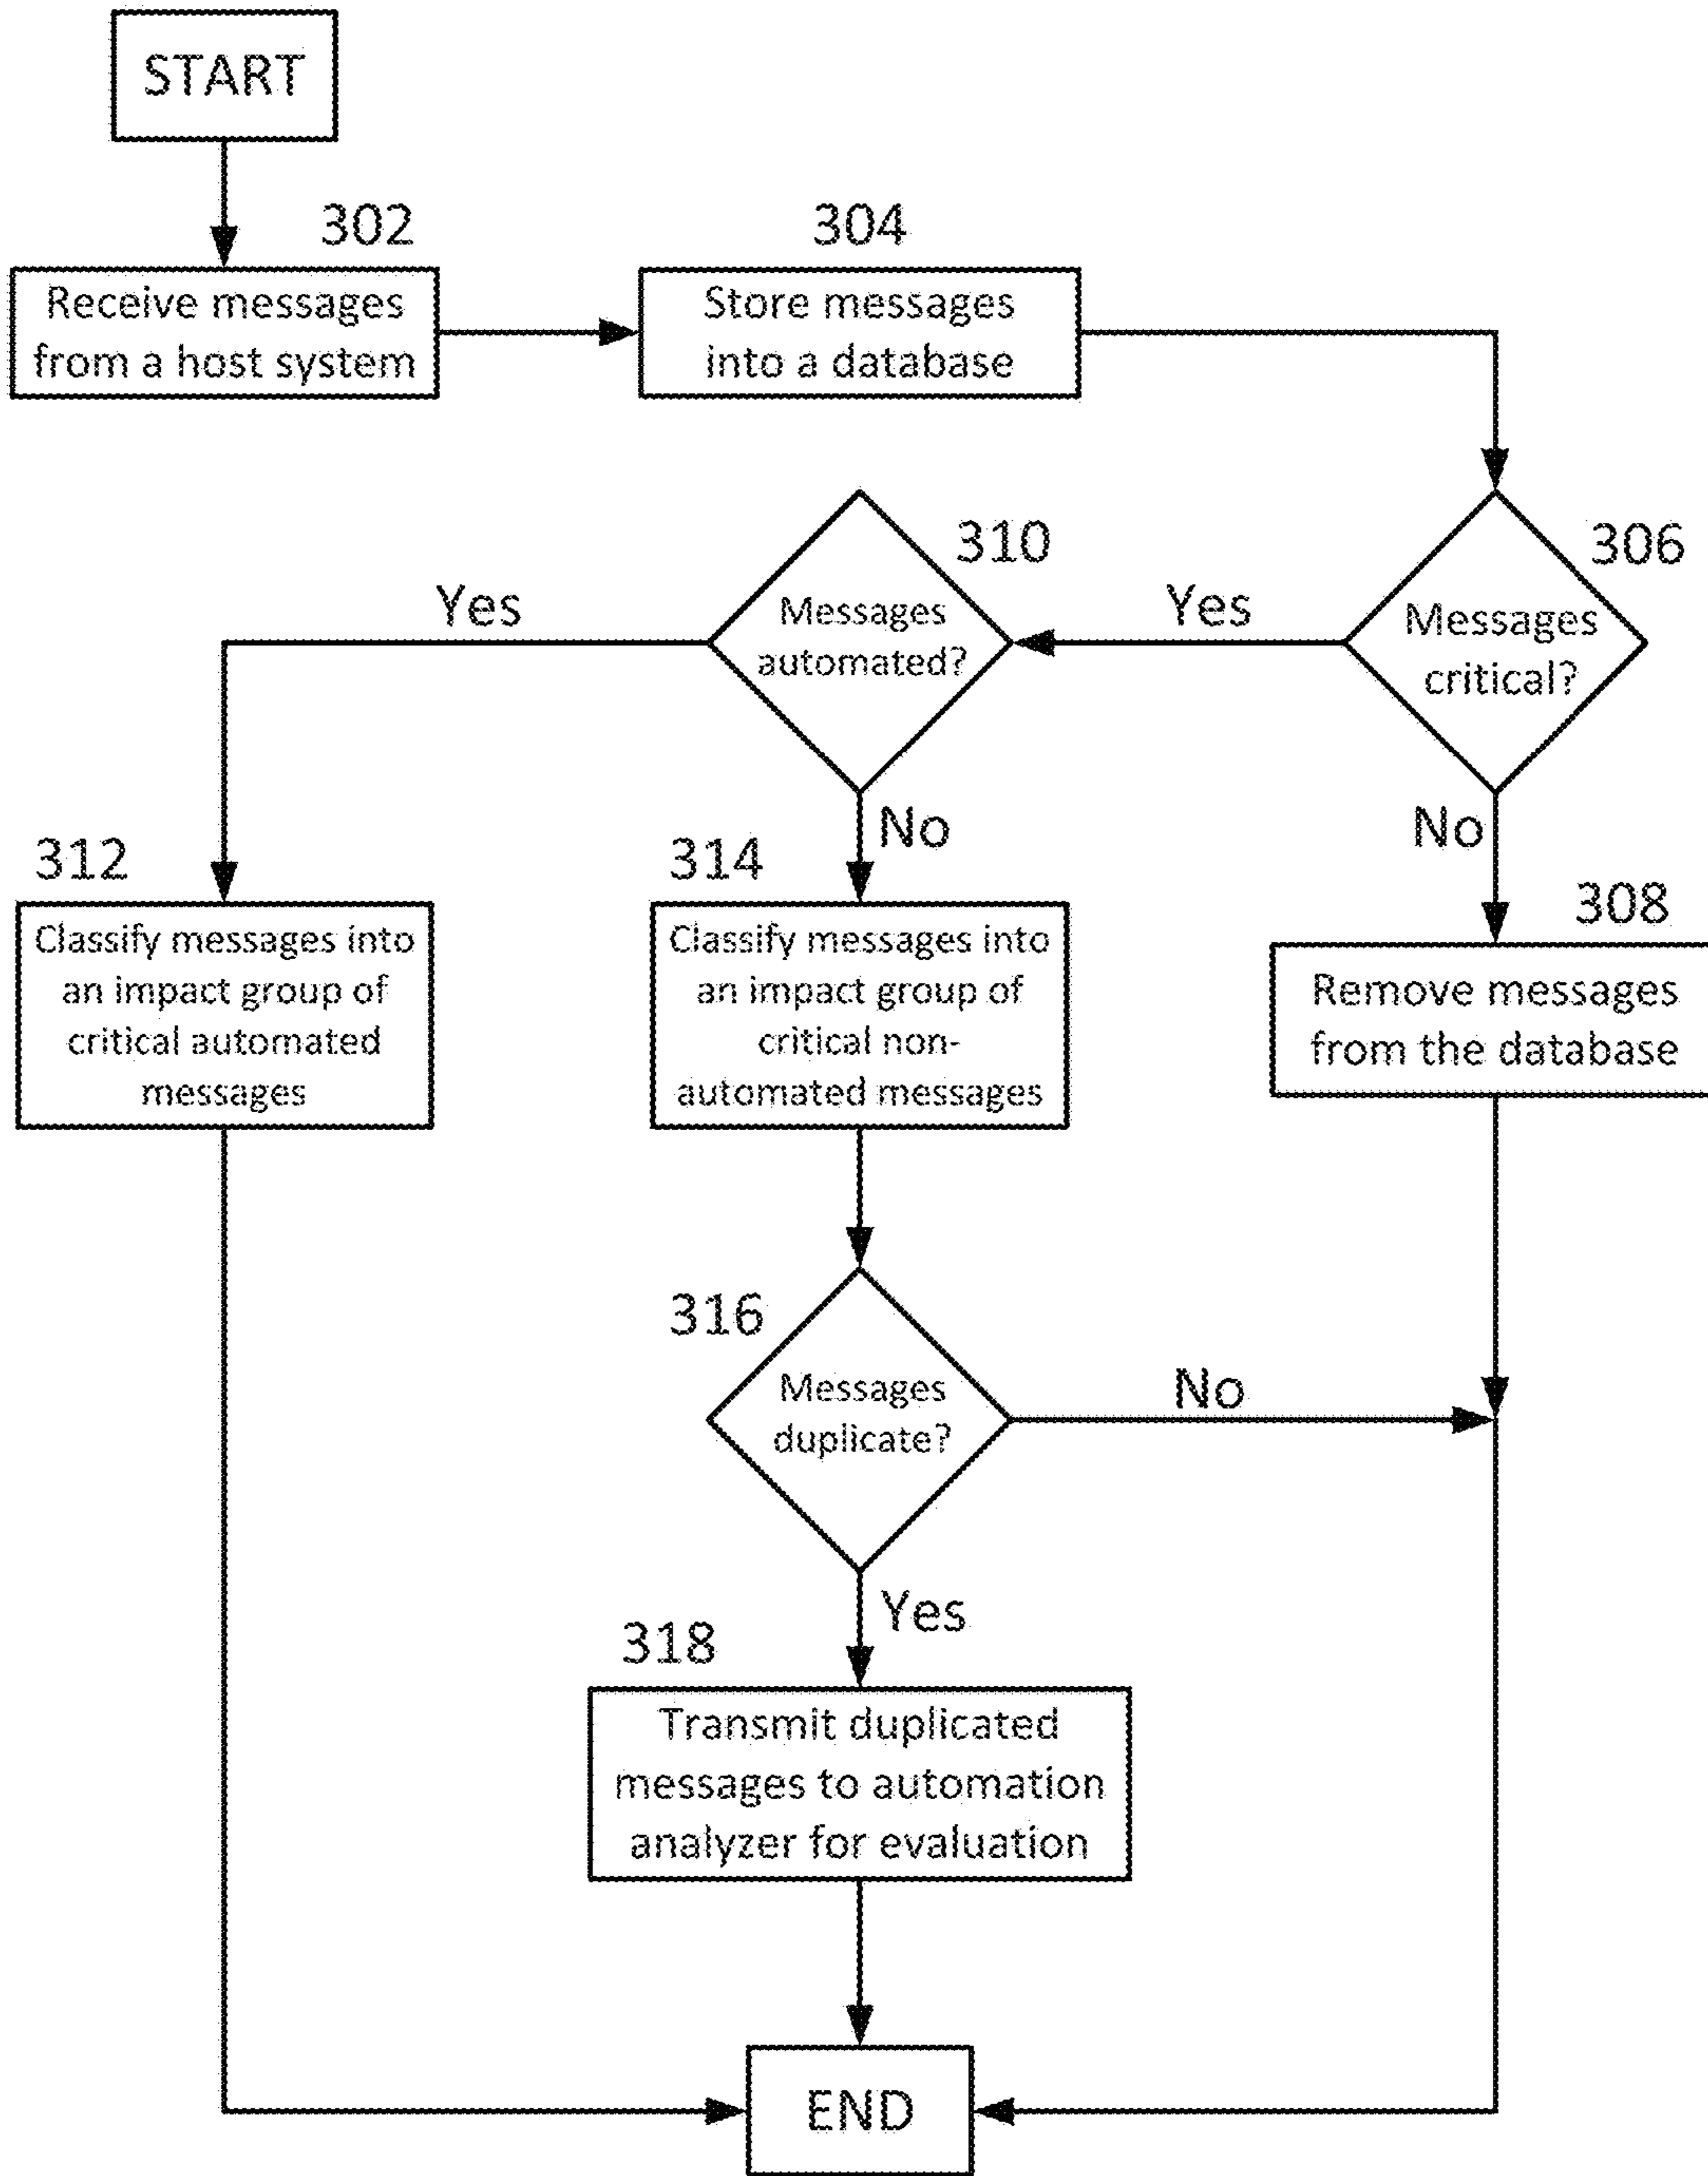 START
302
Receive messages
from a host system
304
Store messages
into a database
306
Messages
critical?
Yes
310
Messages
automated?
Yes
No
No
312
Classify messages into
an impact group of
critical automated
messages
314
Classify messages into
an impact group of
critical non-
automated messages
308
Remove messages
from the database
316
Messages
duplicate?
No
Yes
318
Transmit duplicated
messages to automation
analyzer for evaluation
END